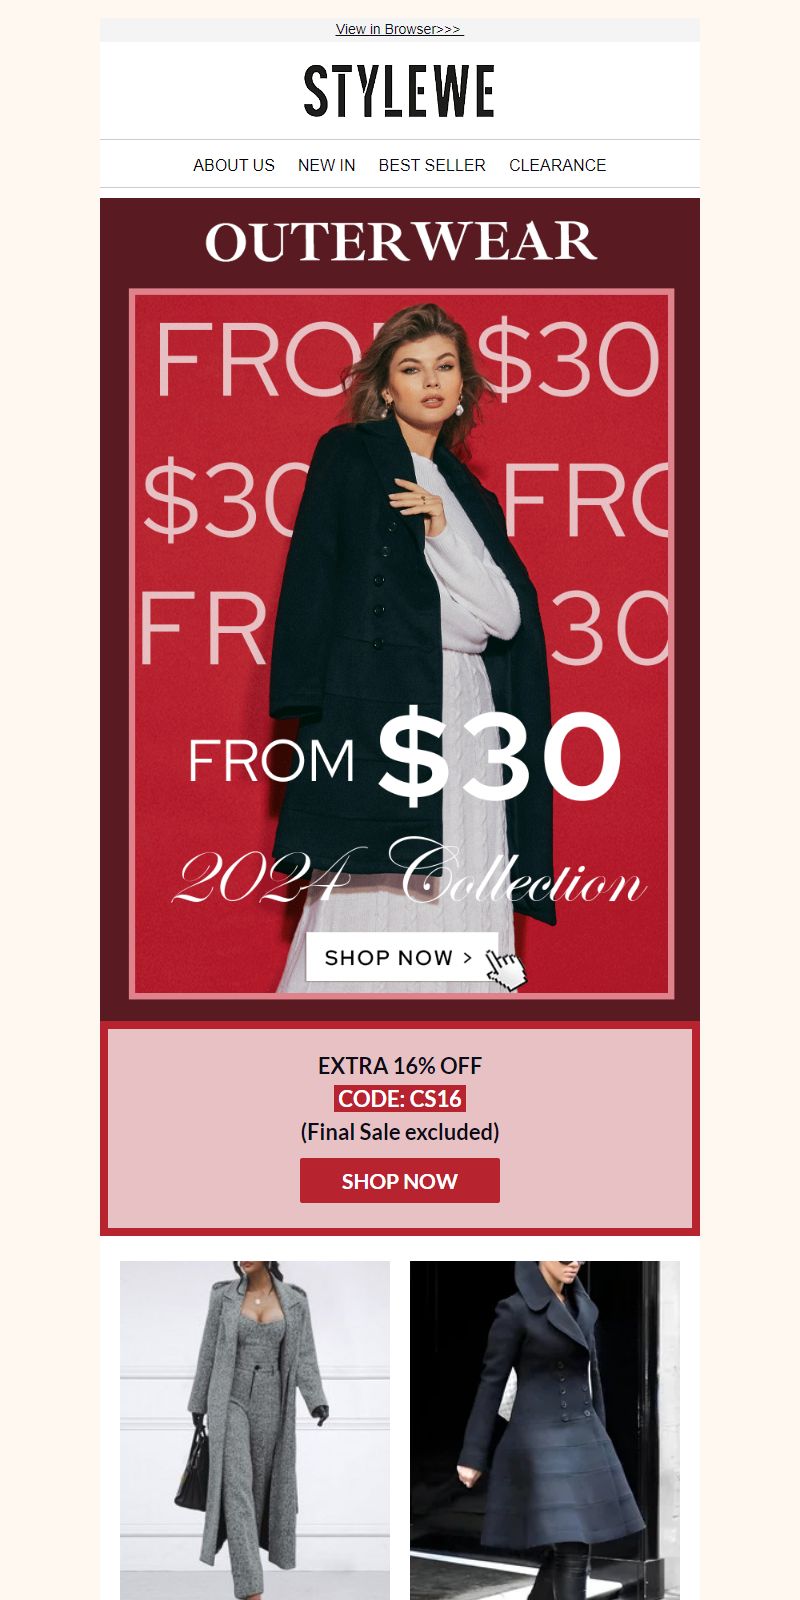 View in Browser>>>
STYLEWE
ABOUT US NEW IN BEST SELLER CLEARANCE
OUTERWEAR
FRO $30
$30 FRO
FR 30
FROM $30
2024 Collection
SHOP NOW >
EXTRA 16% OFF
CODE: CS16
(Final Sale excluded)
SHOP NOW